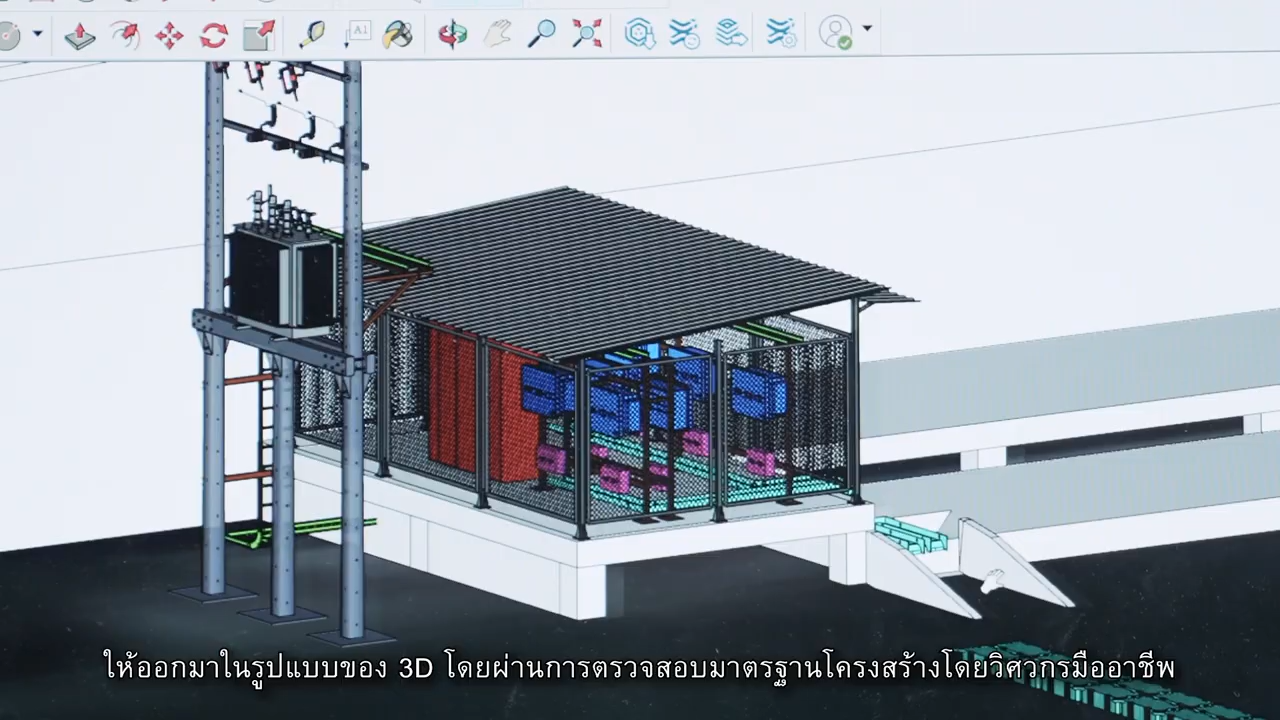 A1
ให้ออกมาในรูปแบบของ 3D โดยผ่านการตรวจสอบมาตรฐานโครงสร้างโดยวิศวกรมืออาชีพ